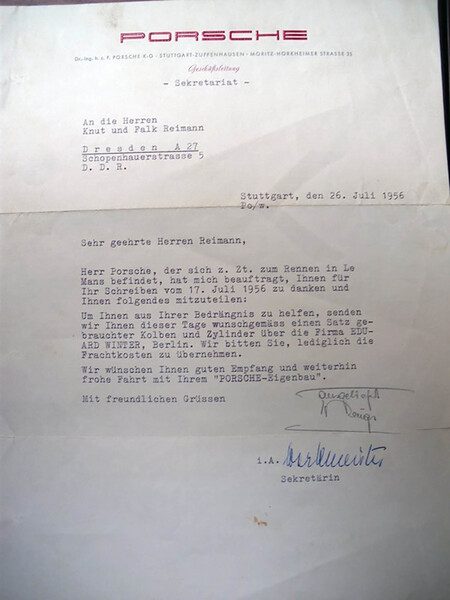 PORSCHE
Dr.-Ing. h. c. F. PORSCHE K-G · STUTTGART-ZUFFENHAUSEN · MORITZ-HORKHEIMER STRASSE
Geschäftsleitung
- Sekretariat -
An die Herren
Knut und Falk Reimann
Dresden A 27
Schopenhauerstrasse 5
D. D. R.
Stuttgart, den 26. Juli 1956
Po/w.
Sehr geehrte Herren Reimann,
Herr Porsche, der sich z. Zt. zum Rennen in Le
Mans befindet, hat mich beauftragt, Ihnen für
Ihr Schreiben vom 17. Juli 1956 zu danken und
Ihnen folgendes mitzuteilen:
Um Ihnen aus Ihrer Bedrängnis zu helfen, senden
wir Ihnen dieser Tage wunschgemäss einen Satz ge-
brauchter Kolben und Zylinder über die Firma EDU-
ARD WINTER, Berlin. Wir bitten Sie, lediglich die
Frachtkosten zu übernehmen.
Wir wünschen Ihnen guten Empfang und weiterhin
frohe Fahrt mit Ihrem "PORSCHE-Eigenbau".
Mit freundlichen Grüssen
i.A.
Sekretärin